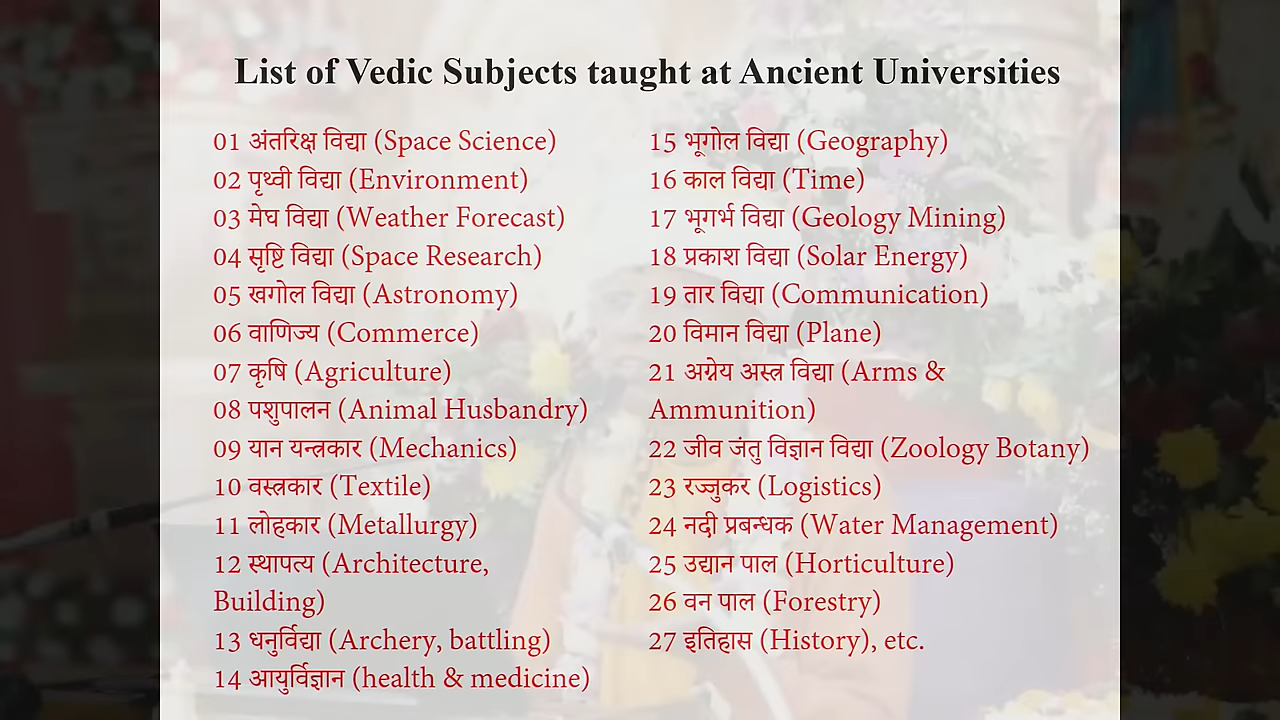 List of Vedic Subjects taught at Ancient Universities
01 अंतरिक्ष विद्या (Space Science)
02 पृथ्वी विद्या (Environment)
03 मेघ विद्या (Weather Forecast)
04 सृष्टि विद्या (Space Research)
05 खगोल विद्या (Astronomy)
06 वाणिज्य (Commerce)
07 कृषि (Agriculture)
08 पशुपालन (Animal Husbandry)
09 यान यन्त्रकार (Mechanics)
10 वस्त्रकार (Textile)
11 लोहकार (Metallurgy)
12 स्थापत्य (Architecture,
Building)
13 धनुर्विद्या (Archery, battling)
14 आयुर्विज्ञान (health & medicine)
15 भूगोल विद्या (Geography)
16 काल विद्या (Time)
17 भूगर्भ विद्या (Geology Mining)
18 प्रकाश विद्या (Solar Energy)
19 तार विद्या (Communication)
20 विमान विद्या (Plane)
21 अग्नेय अस्त्र विद्या (Arms &
Ammunition)
22 जीव जंतु विज्ञान विद्या (Zoology Botany)
23 रज्जुकर (Logistics)
24 नदी प्रबन्धक (Water Management)
25 उद्यान पाल (Horticulture)
26 वन पाल (Forestry)
27 इतिहास (History), etc.